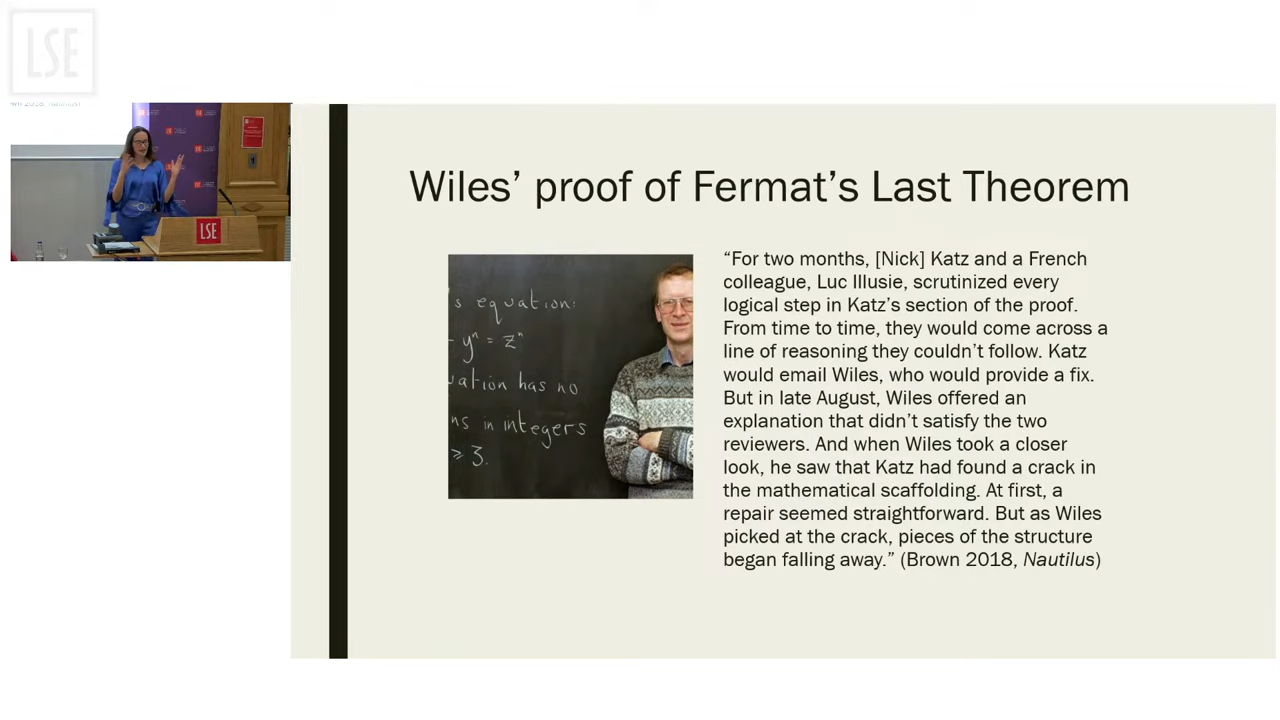 LSE
LSE
Wiles’ proof of Fermat’s Last Theorem
s equation:
yⁿ = zⁿ
uation has no
ns in integers
≥ 3.
“For two months, [Nick] Katz and a French
colleague, Luc Illusie, scrutinized every
logical step in Katz’s section of the proof.
From time to time, they would come across a
line of reasoning they couldn’t follow. Katz
would email Wiles, who would provide a fix.
But in late August, Wiles offered an
explanation that didn’t satisfy the two
reviewers. And when Wiles took a closer
look, he saw that Katz had found a crack in
the mathematical scaffolding. At first, a
repair seemed straightforward. But as Wiles
picked at the crack, pieces of the structure
began falling away.” (Brown 2018, Nautilus)